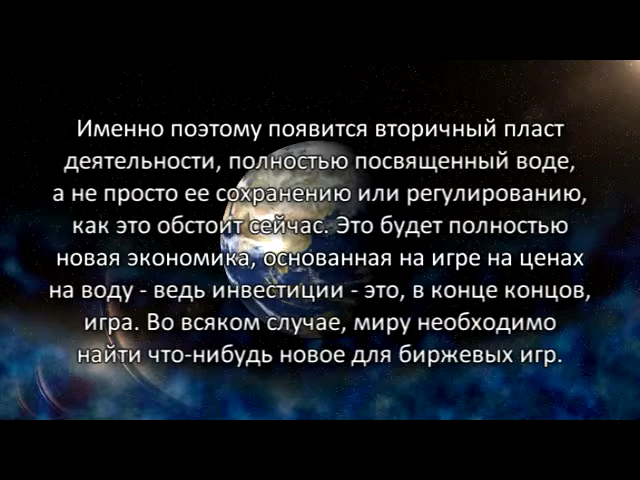 Именно поэтому появится вторичный пласт
деятельности, полностью посвященный воде,
а не просто ее сохранению или регулированию,
как это обстоит сейчас. Это будет полностью
новая экономика, основанная на игре на ценах
на воду - ведь инвестиции - это, в конце концов,
игра. Во всяком случае, миру необходимо
найти что-нибудь новое для биржевых игр.